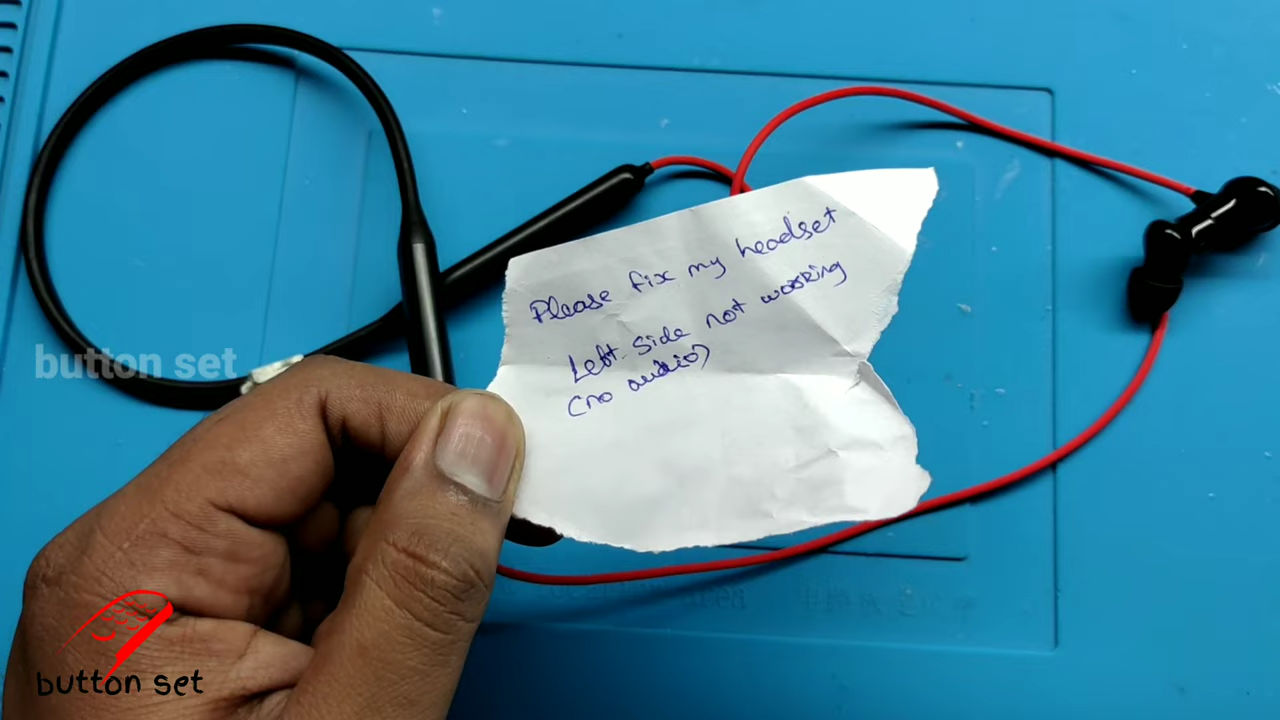 Please fix my headset
Left side not working
(no audio)
button set
button set